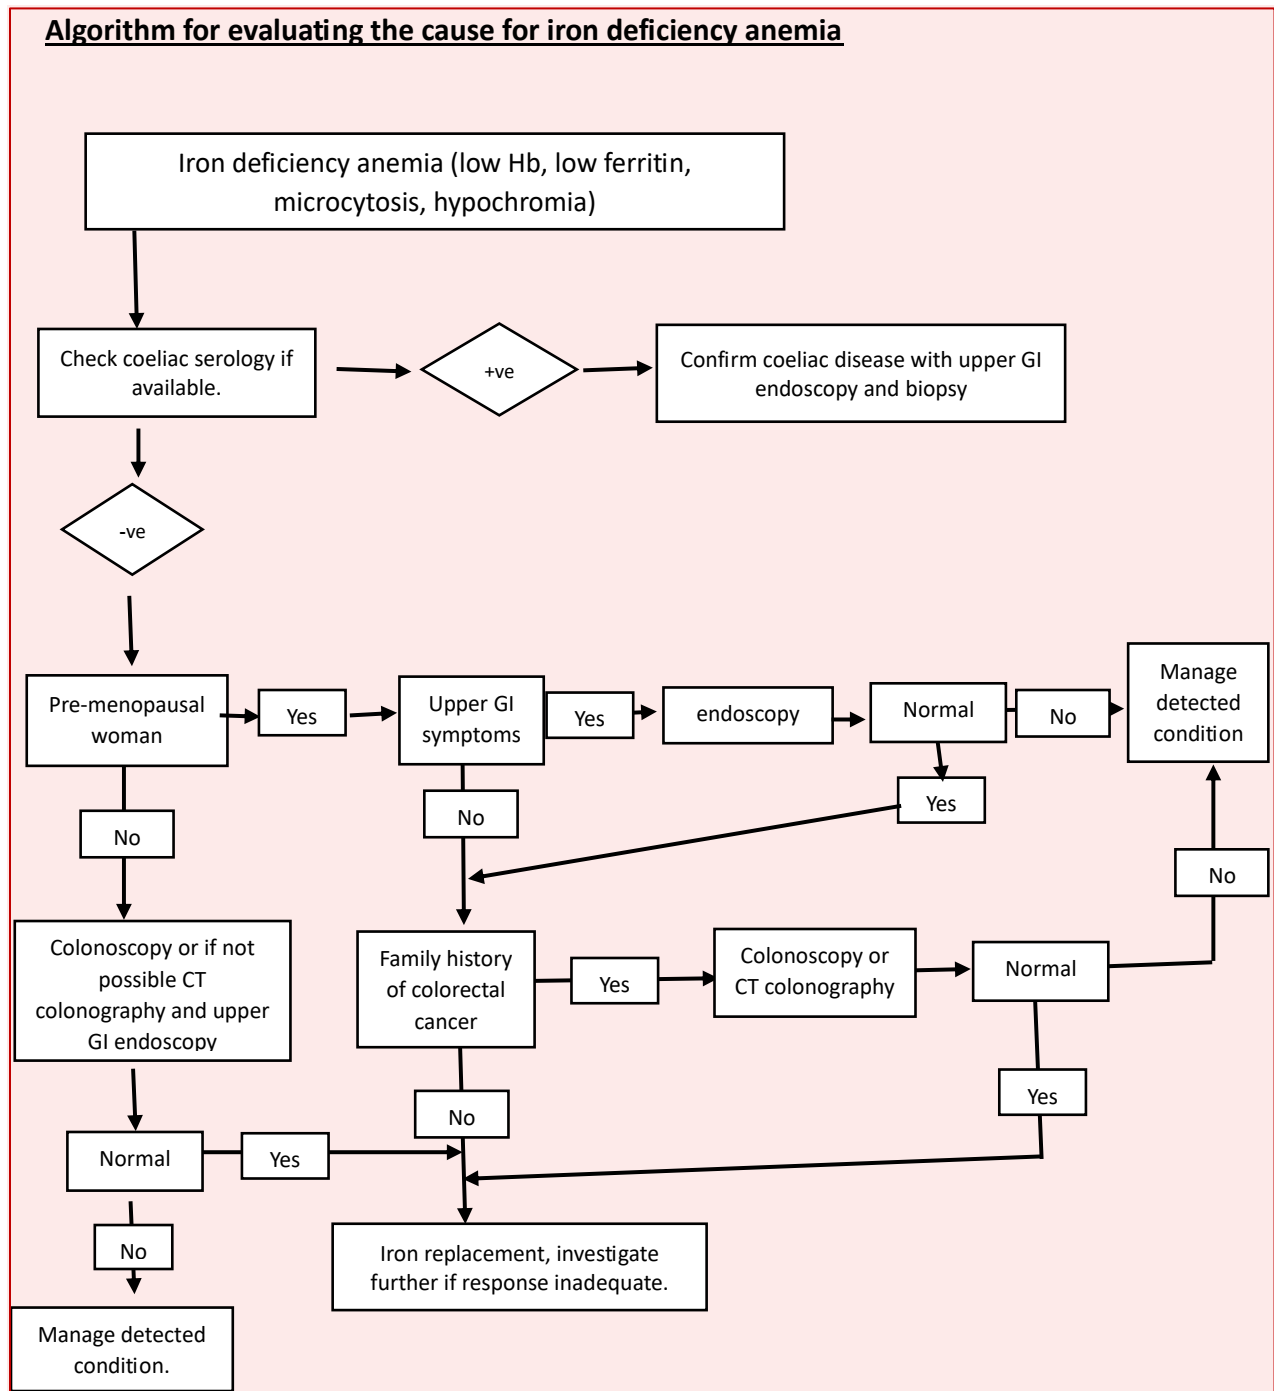 Algorithm for evaluating the cause for iron deficiency anemia
Iron deficiency anemia (low Hb, low ferritin,
microcytosis, hypochromia)
Check coeliac serology if
available.
+ve
Confirm coeliac disease with upper GI
endoscopy and biopsy
-ve
Pre-menopausal
woman
Yes
Upper GI
symptoms
Yes
endoscopy
Normal
No
Manage
detected
condition
Yes
No
No
No
Colonoscopy or if not
possible CT
colonography and upper
GI endoscopy
Family history
of colorectal
cancer
Yes
Colonoscopy or
CT colonography
Normal
Yes
No
Normal
Yes
No
Iron replacement, investigate
further if response inadequate.
Manage detected
condition.